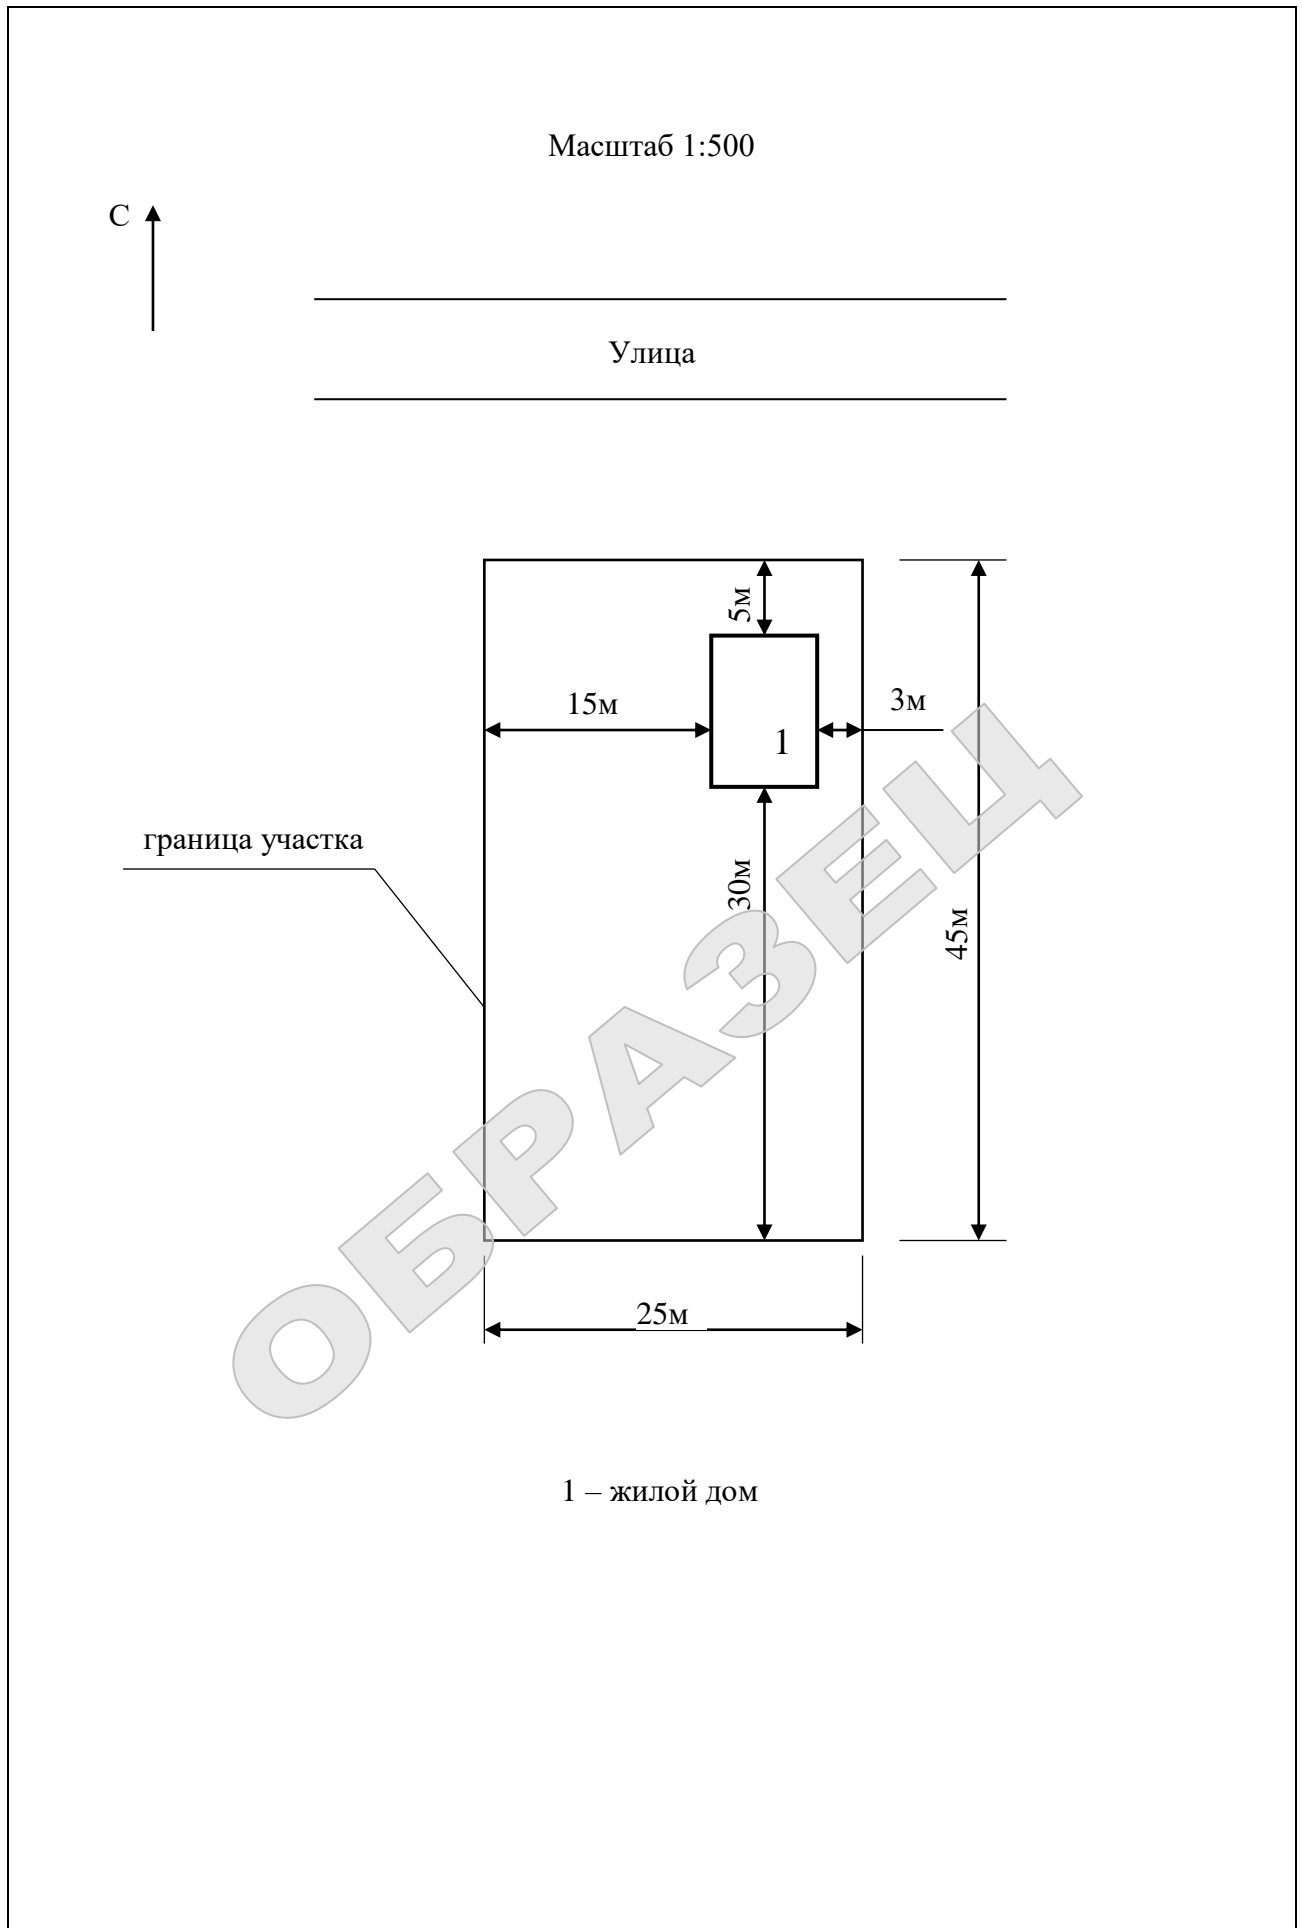 Масштаб 1:500
С
Улица
5м
15м
3м
1
граница участка
30м
45м
ОБРАЗЕЦ
25м
1 – жилой дом